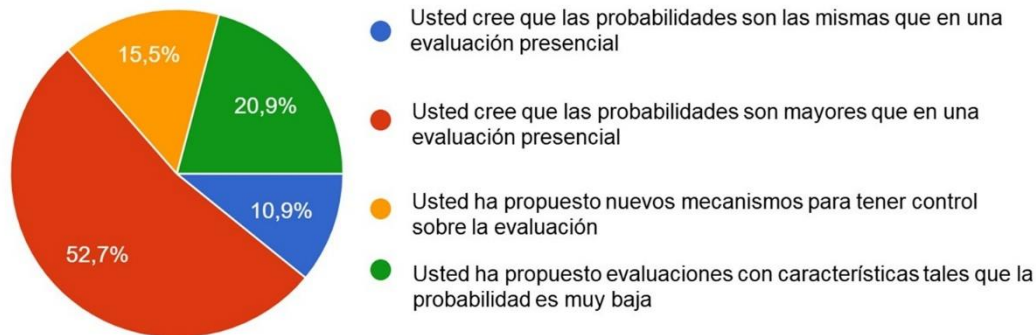 15,5%
20,9%
10,9%
52,7%
Usted cree que las probabilidades son las mismas que en una
evaluación presencial
Usted cree que las probabilidades son mayores que en una
evaluación presencial
Usted ha propuesto nuevos mecanismos para tener control
sobre la evaluación
Usted ha propuesto evaluaciones con características tales que la
probabilidad es muy baja